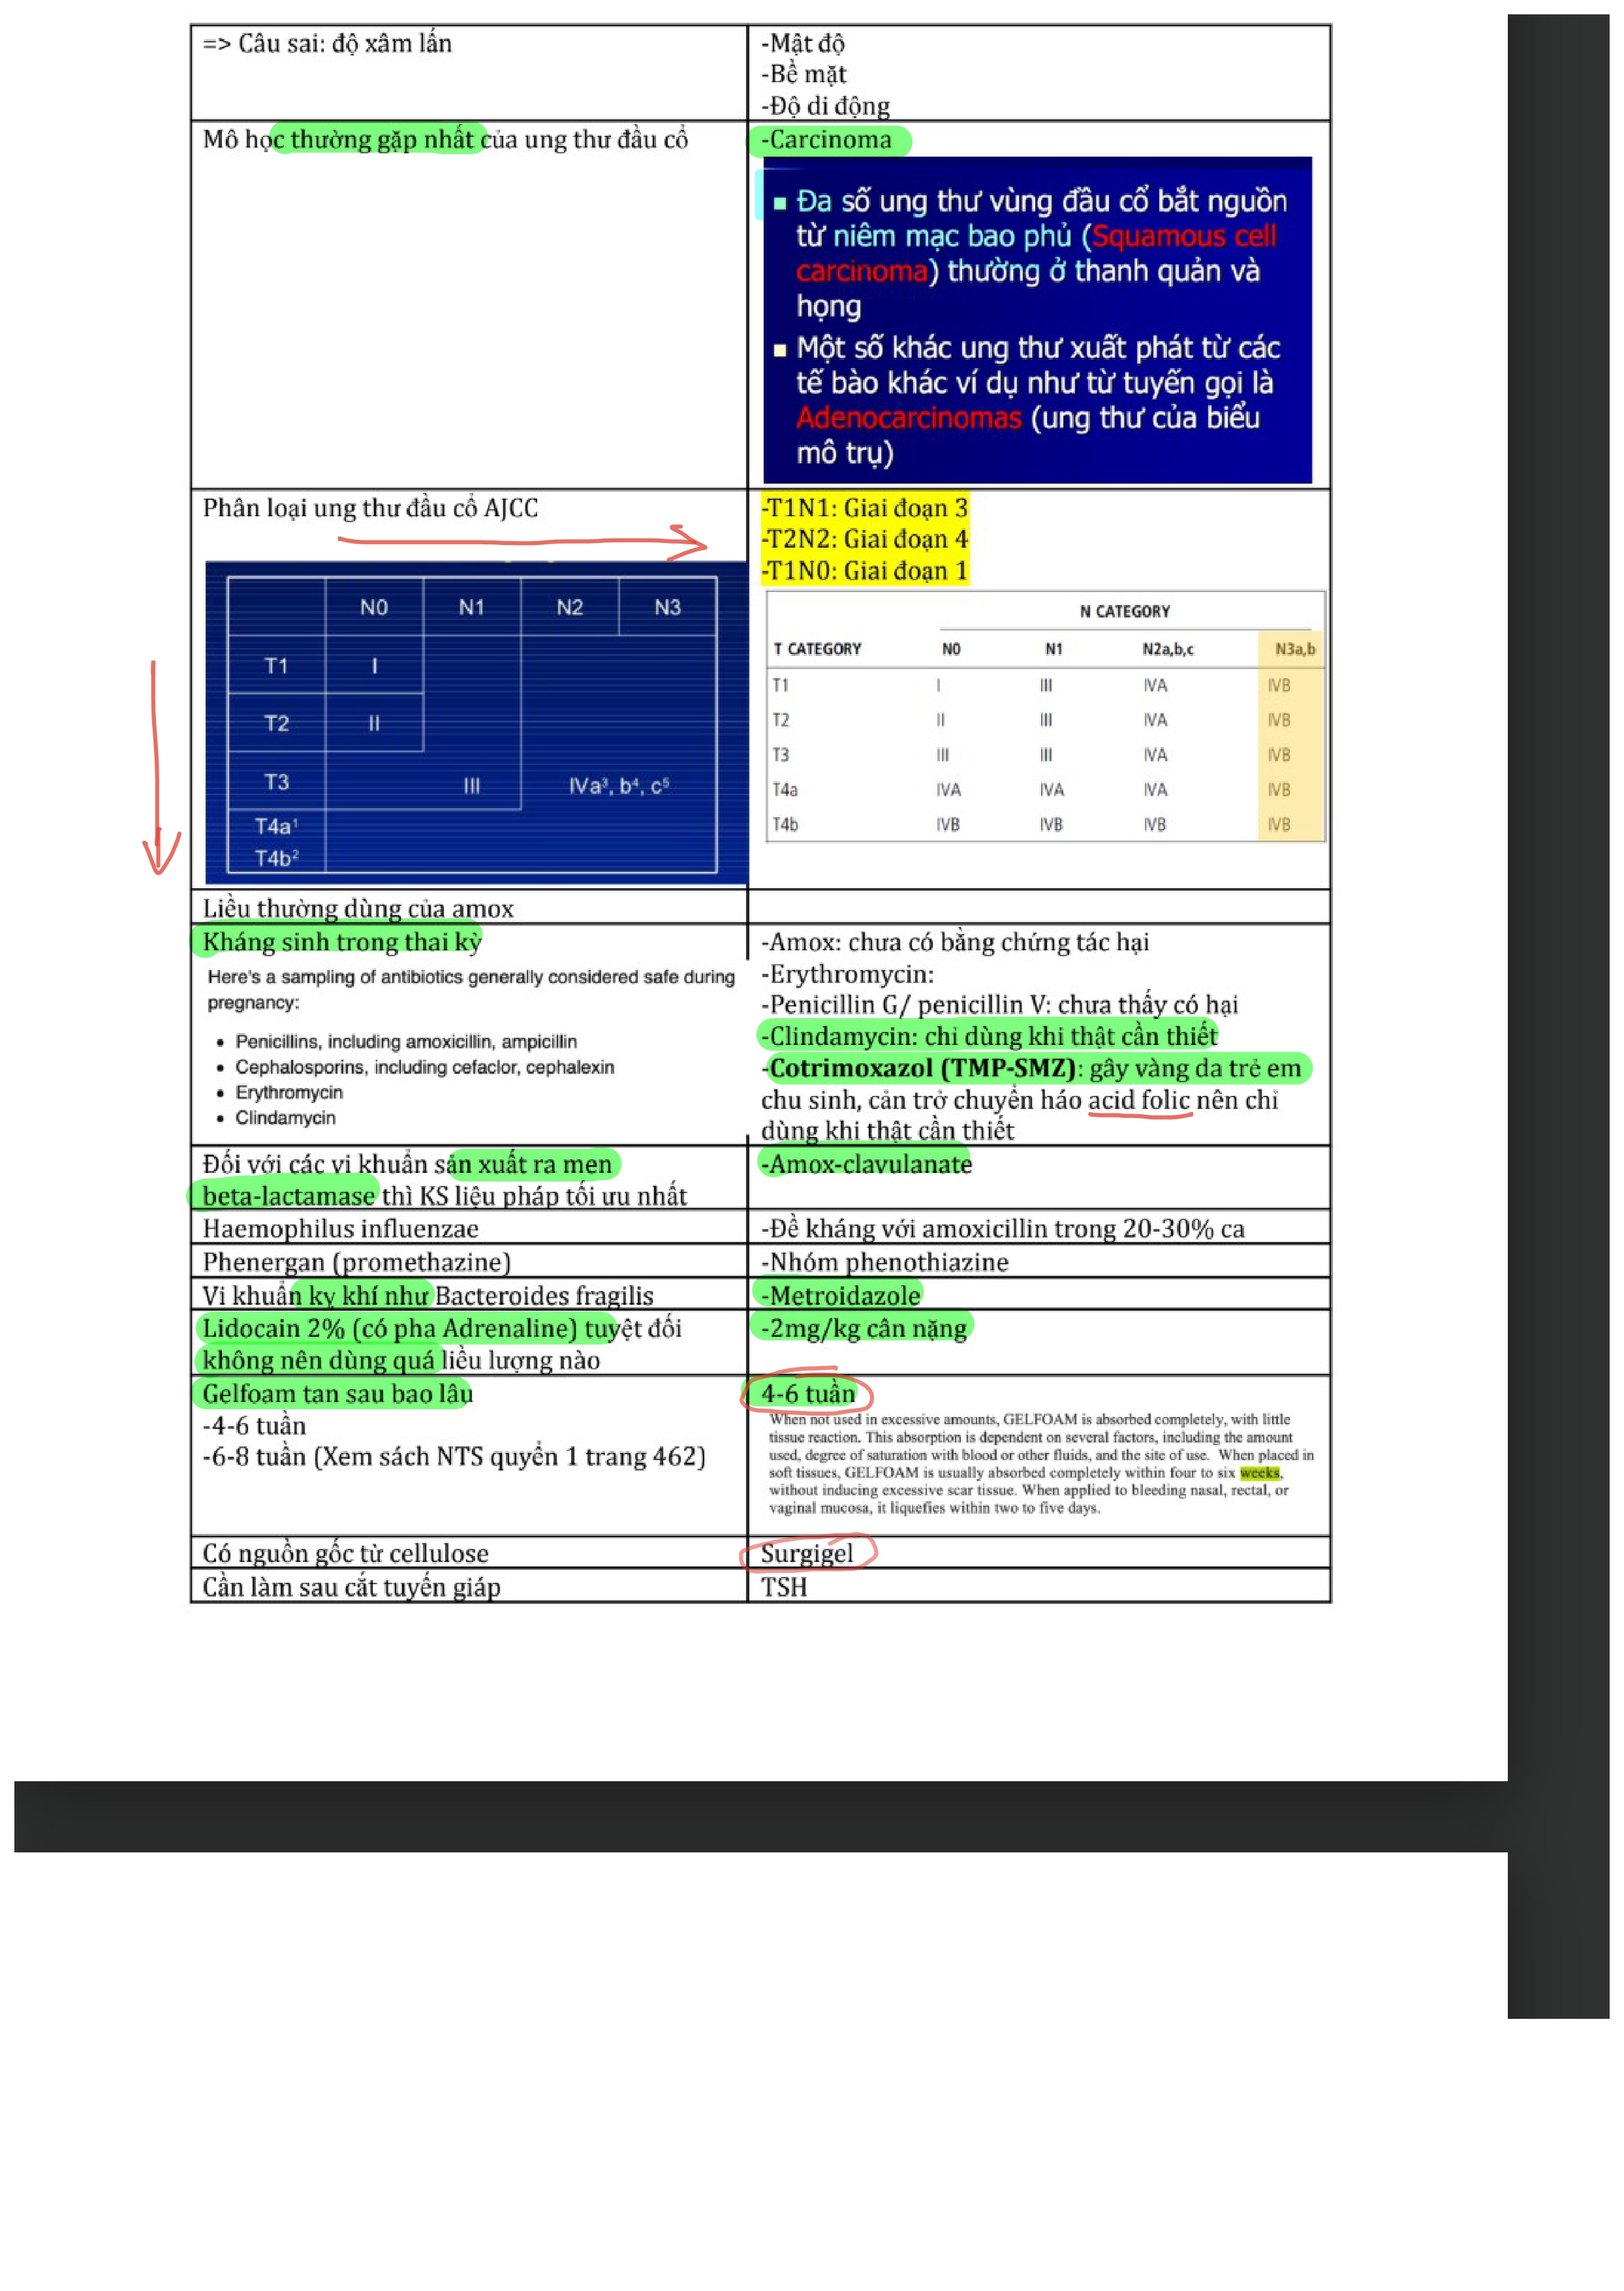 => Câu sai: độ xâm lấn
-Mật độ
-Bề mặt
-Độ di động
Mô học thường gặp nhất của ung thư đầu cổ
-Carcinoma
Đa số ung thư vùng đầu cổ bắt nguồn
từ niêm mạc bao phủ (Squamous cell
carcinoma) thường ở thanh quản và
họng
Một số khác ung thư xuất phát từ các
tế bào khác ví dụ như từ tuyến gọi là
Adenocarcinomas (ung thư của biểu
mô trụ)
Phân loại ung thư đầu cổ AJCC
N0 N1 N2 N3
T1 I
T2 II
T3 III IVa³, b⁴, c⁵
T4a¹
T4b²
-T1N1: Giai đoạn 3
-T2N2: Giai đoạn 4
-T1N0: Giai đoạn 1
N CATEGORY
T CATEGORY N0 N1 N2a,b,c N3a,b
T1 I III IVA IVB
T2 II III IVA IVB
T3 III III IVA IVB
T4a IVA IVA IVA IVB
T4b IVB IVB IVB IVB
Liều thường dùng của amox
Kháng sinh trong thai kỳ
Here's a sampling of antibiotics generally considered safe during
pregnancy:
• Penicillins, including amoxicillin, ampicillin
• Cephalosporins, including cefaclor, cephalexin
• Erythromycin
• Clindamycin
-Amox: chưa có bằng chứng tác hại
-Erythromycin:
-Penicillin G/ penicillin V: chưa thấy có hại
-Clindamycin: chỉ dùng khi thật cần thiết
-Cotrimoxazol (TMP-SMZ): gây vàng da trẻ em
chu sinh, cản trở chuyển háo acid folic nên chỉ
dùng khi thật cần thiết
Đối với các vi khuẩn sản xuất ra men
beta-lactamase thì KS liệu pháp tối ưu nhất
-Amox-clavulanate
Haemophilus influenzae
-Đề kháng với amoxicillin trong 20-30% ca
Phenergan (promethazine)
-Nhóm phenothiazine
Vi khuẩn kỵ khí như Bacteroides fragilis
-Metroidazole
Lidocain 2% (có pha Adrenaline) tuyệt đối
không nên dùng quá liều lượng nào
-2mg/kg cân nặng
Gelfoam tan sau bao lâu
-4-6 tuần
-6-8 tuần (Xem sách NTS quyển 1 trang 462)
4-6 tuần
When not used in excessive amounts, GELFOAM is absorbed completely, with little
tissue reaction. This absorption is dependent on several factors, including the amount
used, degree of saturation with blood or other fluids, and the site of use. When placed in
soft tissues, GELFOAM is usually absorbed completely within four to six weeks,
without inducing excessive scar tissue. When applied to bleeding nasal, rectal, or
vaginal mucosa, it liquefies within two to five days.
Có nguồn gốc từ cellulose
Surgigel
Cần làm sau cắt tuyến giáp
TSH